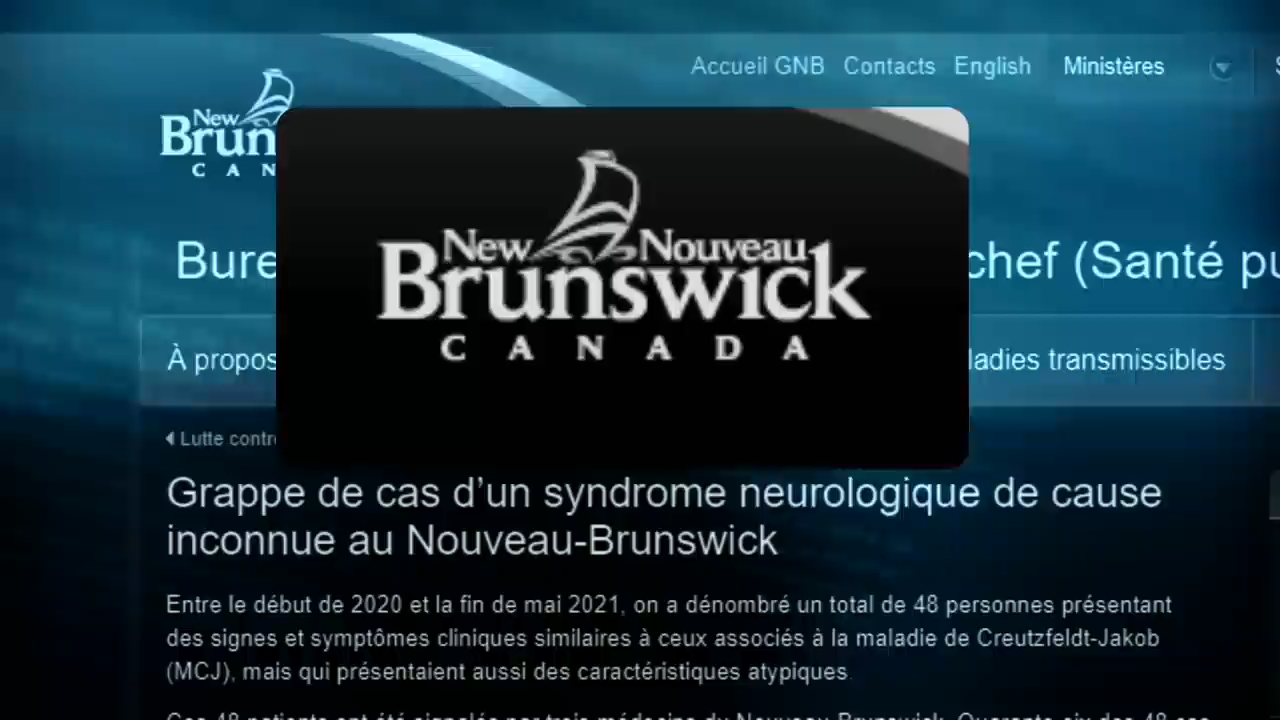 Accueil GNB Contacts English Ministères
New
Brun
C A N
New Nouveau
Brunswick
C A N A D A
Bure chef (Santé pu
À propos ladies transmissibles
Lutte contre
Grappe de cas d’un syndrome neurologique de cause
inconnue au Nouveau-Brunswick
Entre le début de 2020 et la fin de mai 2021, on a dénombré un total de 48 personnes présentant
des signes et symptômes cliniques similaires à ceux associés à la maladie de Creutzfeldt-Jakob
(MCJ), mais qui présentaient aussi des caractéristiques atypiques.